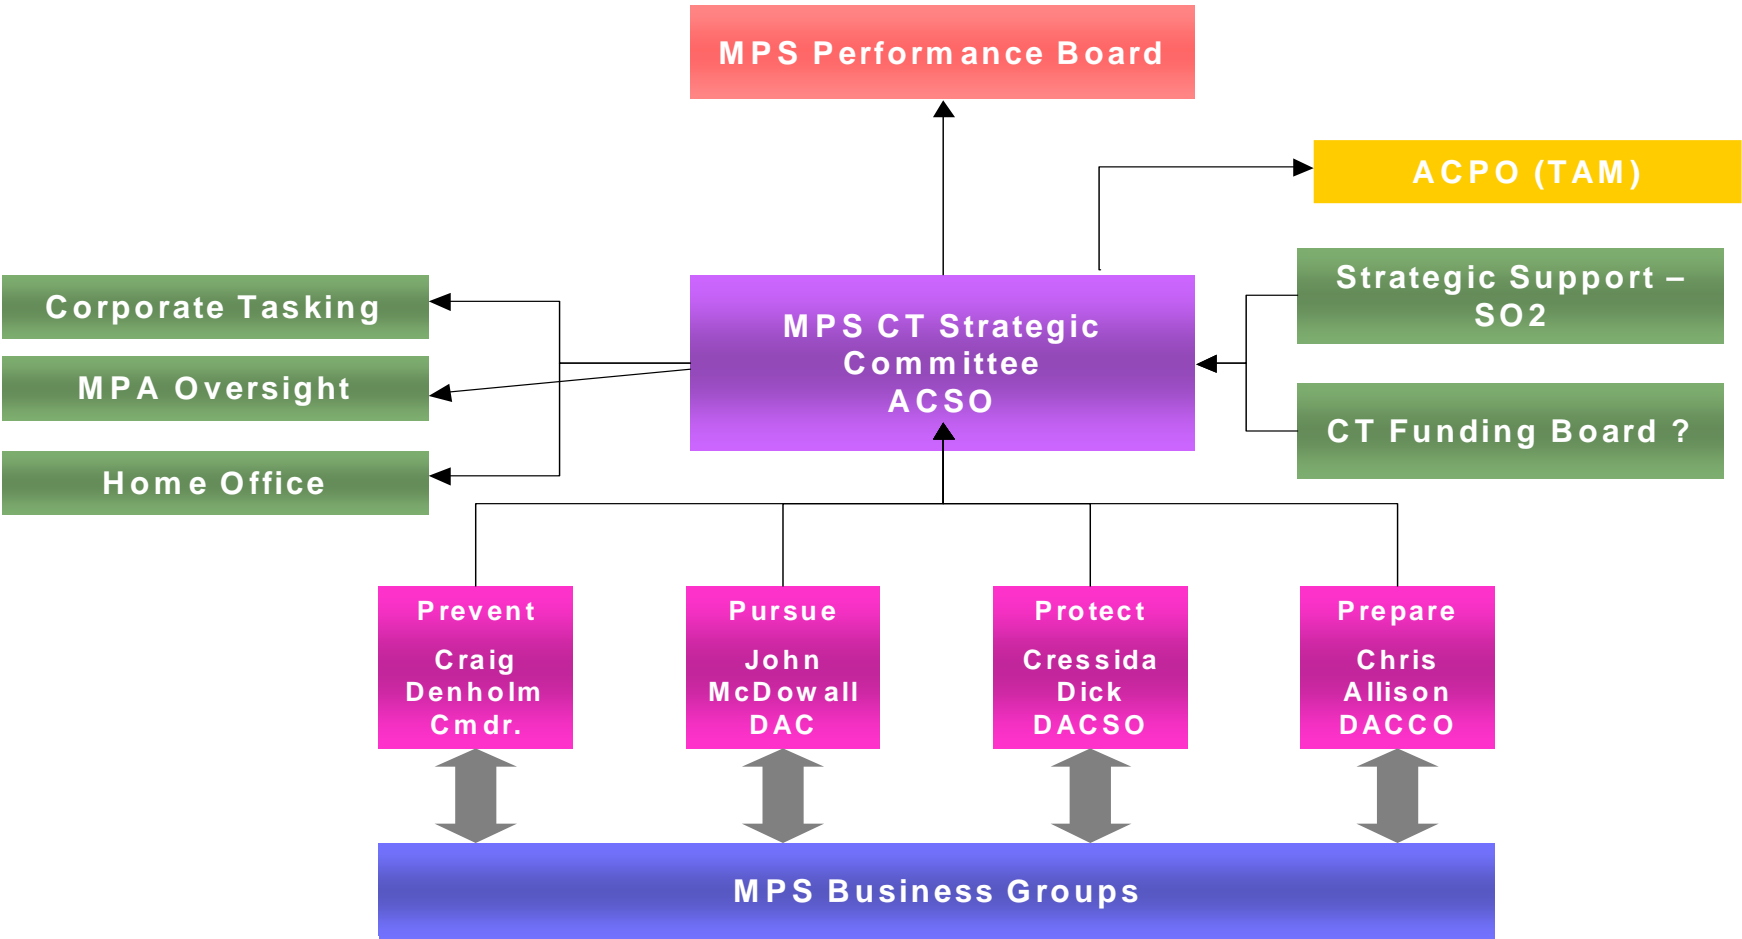 MPS Performance Board
ACPO (TAM)
Corporate Tasking
MPA Oversight
Home Office
MPS CT Strategic
Committee
ACSO
Strategic Support –
SO2
CT Funding Board ?
Prevent
Craig
Denholm
Cmdr.
Pursue
John
McDowall
DAC
Protect
Cressida
Dick
DACSO
Prepare
Chris
Allison
DACCO
MPS Business Groups